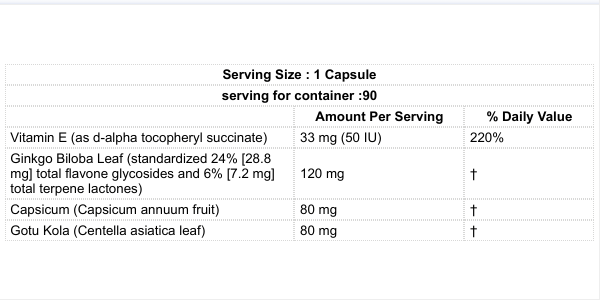 Serving Size : 1 Capsule
serving for container :90
Amount Per Serving % Daily Value
Vitamin E (as d-alpha tocopheryl succinate) 33 mg (50 IU) 220%
Ginkgo Biloba Leaf (standardized 24% [28.8
mg] total flavone glycosides and 6% [7.2 mg]
total terpene lactones) 120 mg †
Capsicum (Capsicum annuum fruit) 80 mg †
Gotu Kola (Centella asiatica leaf) 80 mg †